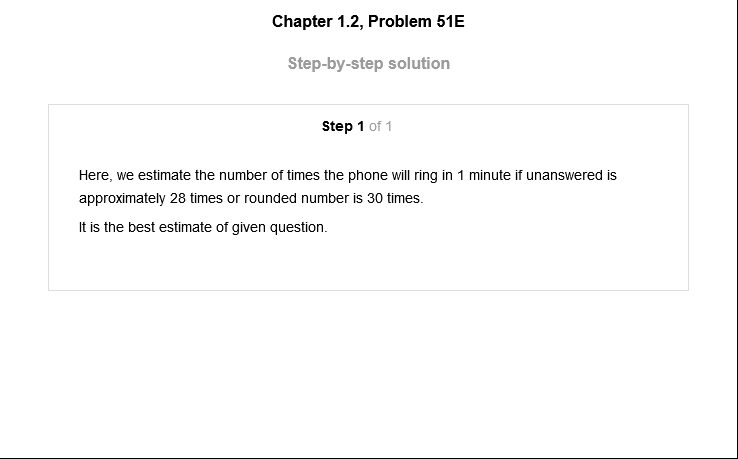 Chapter 1.2, Problem 51E
Step-by-step solution
Step 1 of 1
Here, we estimate the number of times the phone will ring in 1 minute if unanswered is
approximately 28 times or rounded number is 30 times.
It is the best estimate of given question.